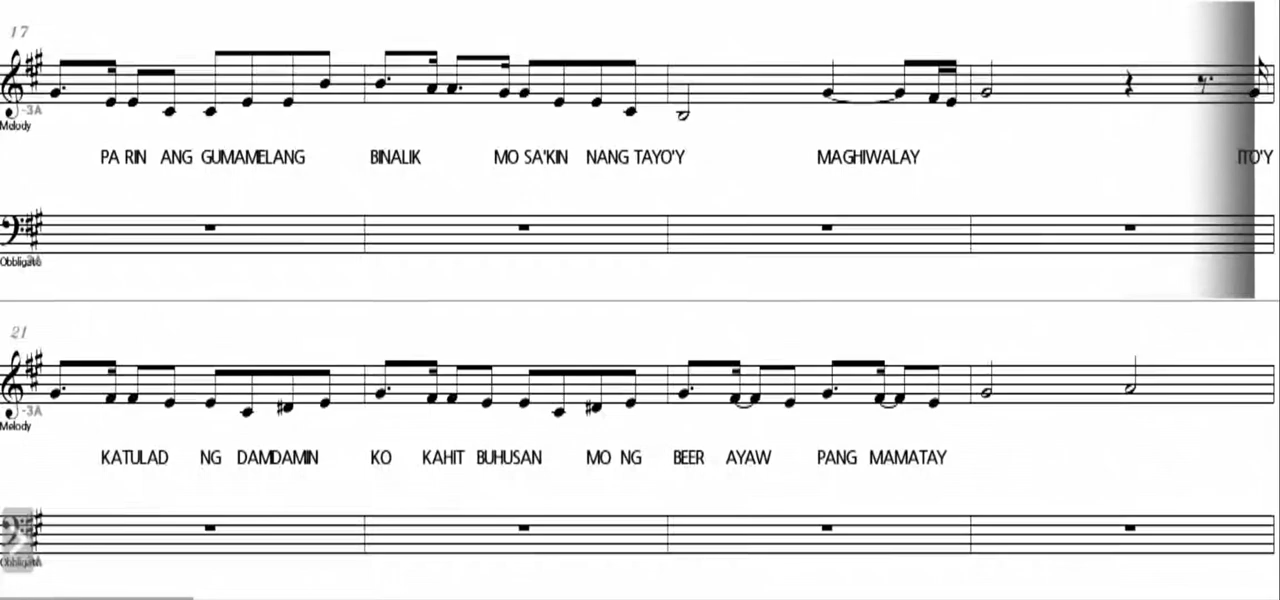 17
-3A
Melody
PA RIN ANG GUMAMELANG BINALIK MO SA'KIN NANG TAYO'Y MAGHIWALAY ITO'Y
Obbligato
21
-3A
Melody
KATULAD NG DAMDAMIN KO KAHIT BUHUSAN MO NG BEER AYAW PANG MAMATAY
Obbligato